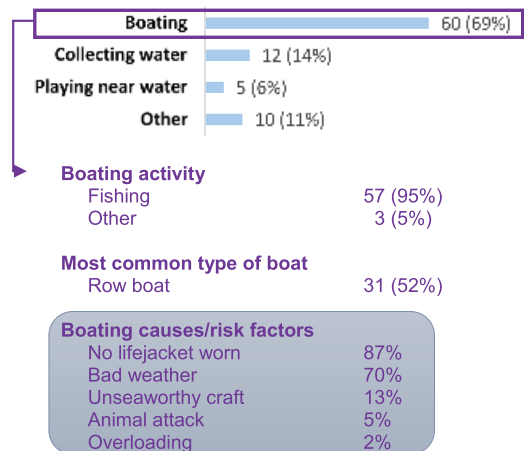 Boating 60 (69%)
Collecting water 12 (14%)
Playing near water 5 (6%)
Other 10 (11%)
Boating activity
Fishing 57 (95%)
Other 3 (5%)
Most common type of boat
Row boat 31 (52%)
Boating causes/risk factors
No lifejacket worn 87%
Bad weather 70%
Unseaworthy craft 13%
Animal attack 5%
Overloading 2%